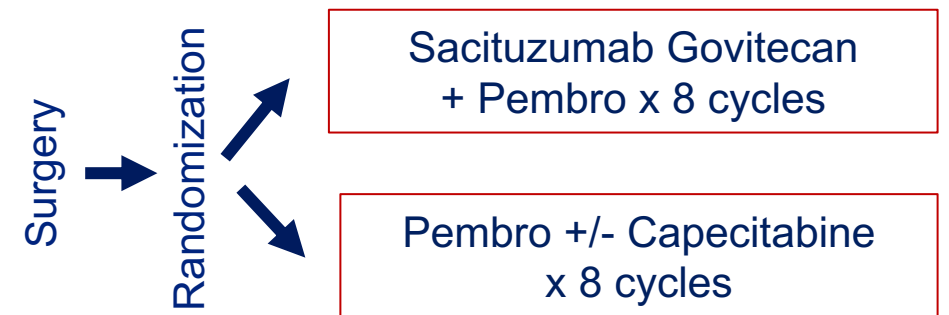 Surgery
Randomization
Sacituzumab Govitecan
+ Pembro x 8 cycles
Pembro +/- Capecitabine
x 8 cycles